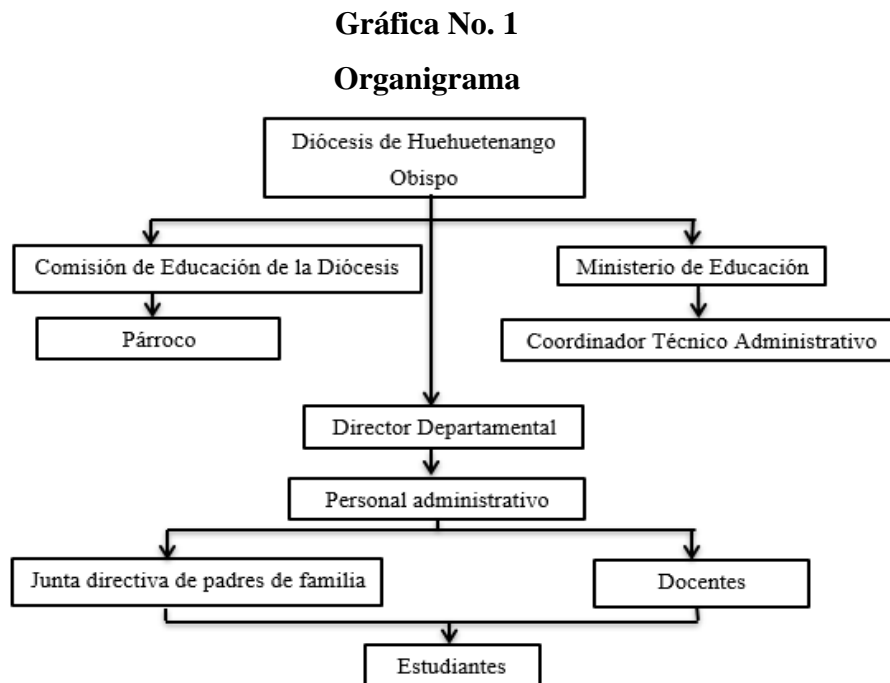 Gráfica No. 1
Organigrama
Diócesis de Huehuetenango
Obispo
Comisión de Educación de la Diócesis
Ministerio de Educación
Párroco
Coordinador Técnico Administrativo
Director Departamental
Personal administrativo
Junta directiva de padres de familia
Docentes
Estudiantes